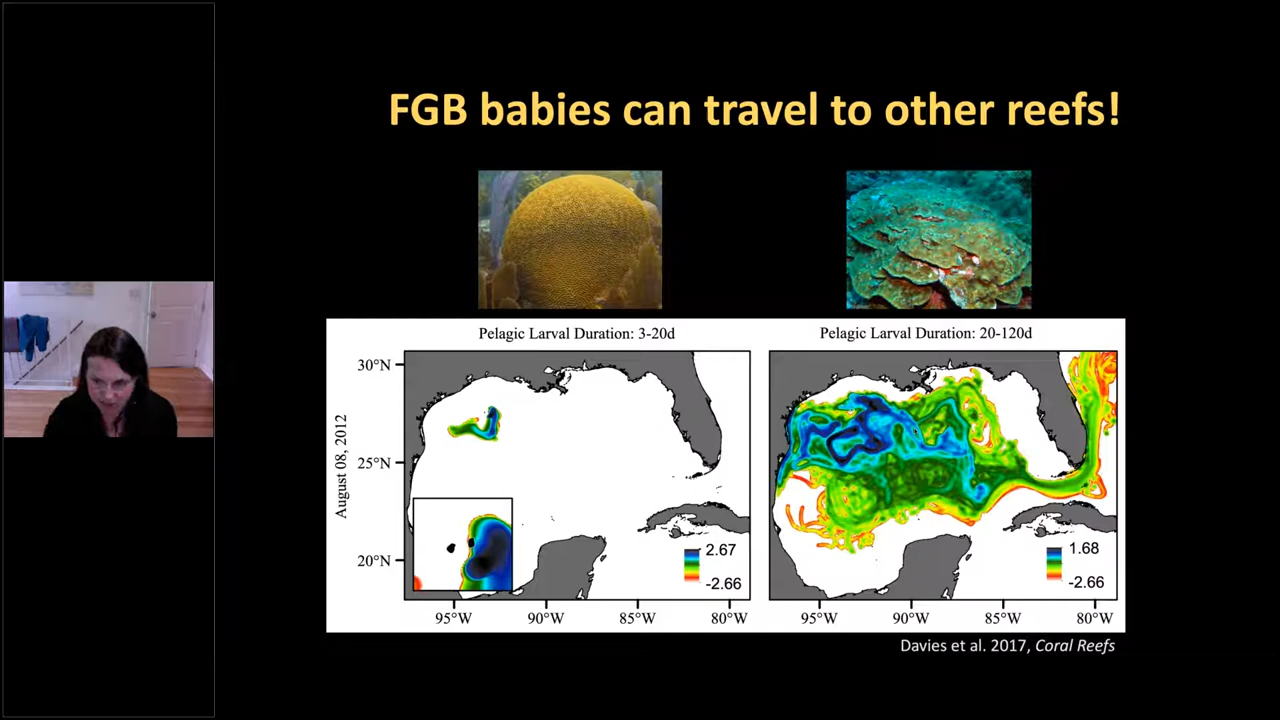 FGB babies can travel to other reefs!
Pelagic Larval Duration: 3-20d
Pelagic Larval Duration: 20-120d
August 08, 2012
30°N
25°N
20°N
2.67
-2.66
1.68
-2.66
95°W
90°W
85°W
80°W
95°W
90°W
85°W
80°W
Davies et al. 2017, Coral Reefs